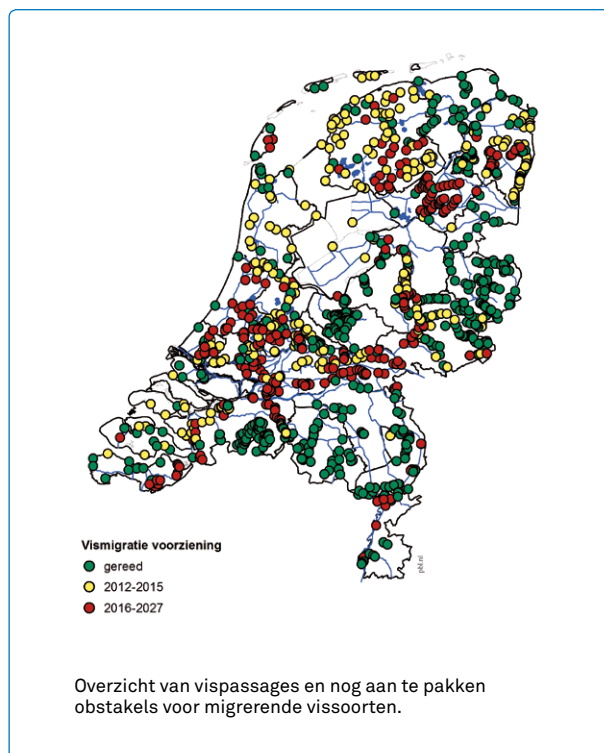 pbl.nl
Vismigratie voorziening
gereed
2012-2015
2016-2027
Overzicht van vispassages en nog aan te pakken
obstakels voor migrerende vissoorten.